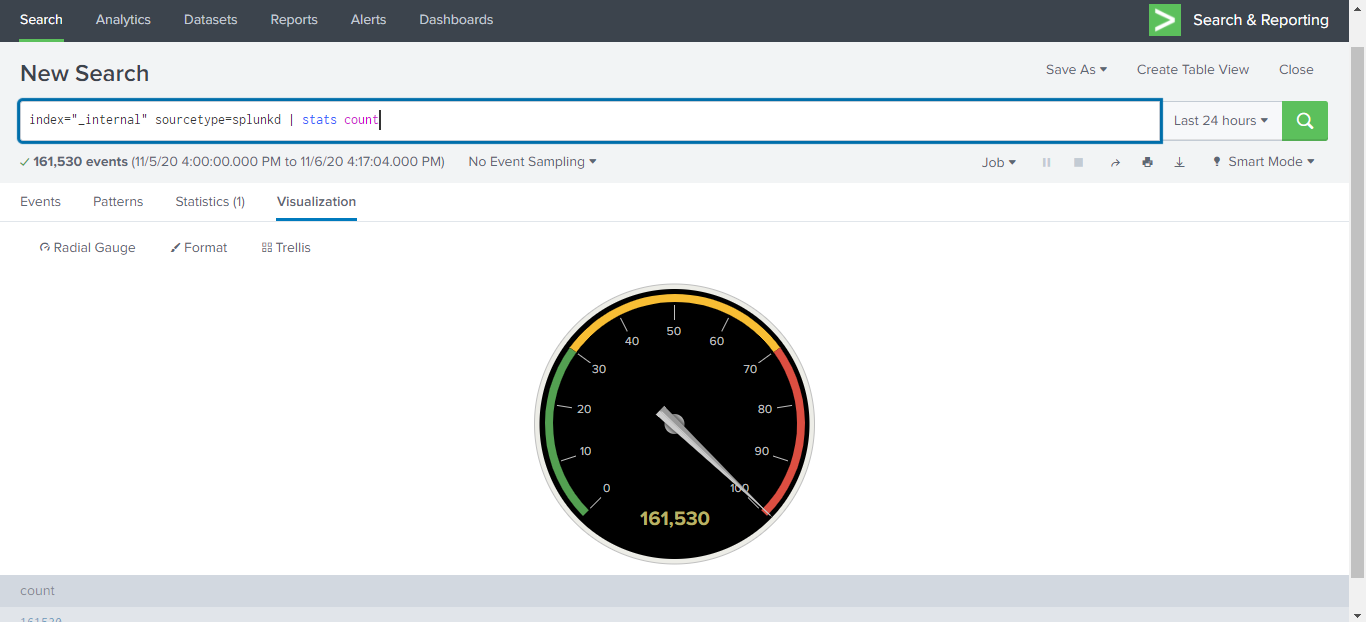 Search Analytics Datasets Reports Alerts Dashboards Search & Reporting
New Search Save As Create Table View Close
index="_internal" sourcetype=splunkd | stats count Last 24 hours
161,530 events (11/5/20 4:00:00.000 PM to 11/6/20 4:17:04.000 PM) No Event Sampling Job Smart Mode
Events Patterns Statistics (1) Visualization
Radial Gauge Format Trellis
50
40 60
30 70
20 80
10 90
0 100
161,530
count
161530